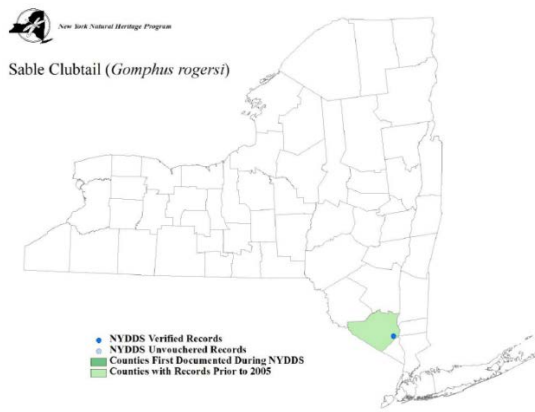 New York Natural Heritage Program
Sable Clubtail (Gomphus rogersi)
NYDDS Verified Records
NYDDS Unvouchered Records
Counties First Documented During NYDDS
Counties with Records Prior to 2005